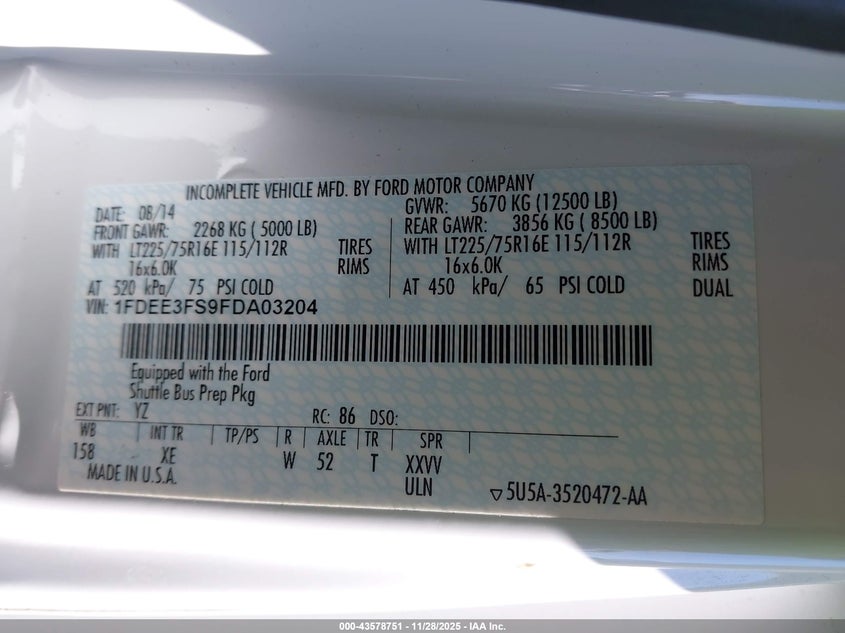 INCOMPLETE VEHICLE MFD. BY FORD MOTOR COMPANY
DATE: 08/14 GVWR: 5670 KG (12500 LB)
FRONT GAWR: 2268 KG ( 5000 LB) REAR GAWR: 3856 KG ( 8500 LB)
WITH LT225/75R16E 115/112R TIRES WITH LT225/75R16E 115/112R TIRES
16x6.0K RIMS 16x6.0K RIMS
AT 520 kPa/ 75 PSI COLD AT 450 kPa/ 65 PSI COLD DUAL
VIN: 1FDEE3FS9FDA03204
Equipped with the Ford
Shuttle Bus Prep Pkg
EXT PNT: YZ RC: 86 DSO:
WB INT TR TP/PS R AXLE TR SPR
158 XE W 52 T XXVV
MADE IN U.S.A. ULN ▽5U5A-3520472-AA
000-43578751 | 11/28/2025 - IAA Inc.